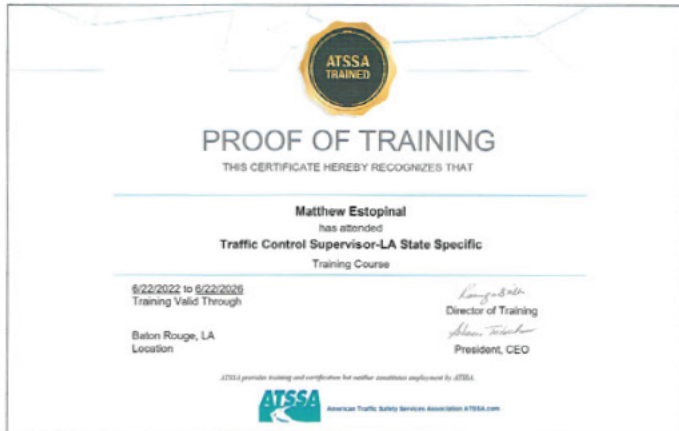 ATSSA
TRAINED
PROOF OF TRAINING
THIS CERTIFICATE HEREBY RECOGNIZES THAT
Matthew Estopinal
has attended
Traffic Control Supervisor-LA State Specific
Training Course
6/22/2022 to 6/22/2026
Training Valid Through
Director of Training
Baton Rouge, LA
Location
President, CEO
ATSSA provides training and certification but neither constitutes employment by ATSSA.
ATSSA American Traffic Safety Services Association ATSSA.com